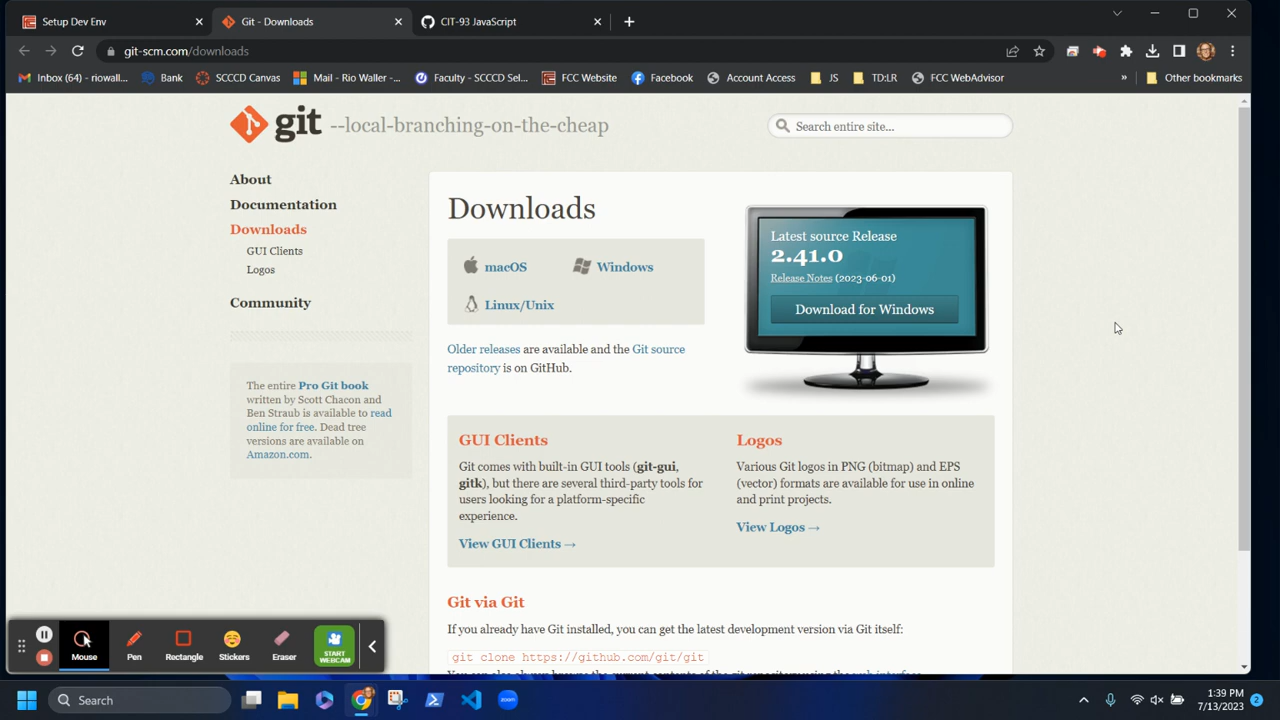 Setup Dev Env
Git - Downloads
CIT-93 JavaScript
git-scm.com/downloads
Inbox (64) - riowall...
Bank
SCCCD Canvas
Mail - Rio Waller -...
Faculty - SCCCD Sel...
FCC Website
Facebook
Account Access
JS
TD:LR
FCC WebAdvisor
»
Other bookmarks
git --local-branching-on-the-cheap
Search entire site...
About
Documentation
Downloads
GUI Clients
Logos
Community
The entire Pro Git book
written by Scott Chacon and
Ben Straub is available to read
online for free. Dead tree
versions are available on
Amazon.com.
Downloads
macOS
Windows
Linux/Unix
Older releases are available and the Git source
repository is on GitHub.
Latest source Release
2.41.0
Release Notes (2023-06-01)
Download for Windows
GUI Clients
Git comes with built-in GUI tools (git-gui,
gitk), but there are several third-party tools for
users looking for a platform-specific
experience.
View GUI Clients →
Logos
Various Git logos in PNG (bitmap) and EPS
(vector) formats are available for use in online
and print projects.
View Logos →
Git via Git
If you already have Git installed, you can get the latest development version via Git itself:
git clone https://github.com/git/git
Mouse
Pen
Rectangle
Stickers
Eraser
START
WEBCAM
Search
zoom
1:39 PM
7/13/2023
2